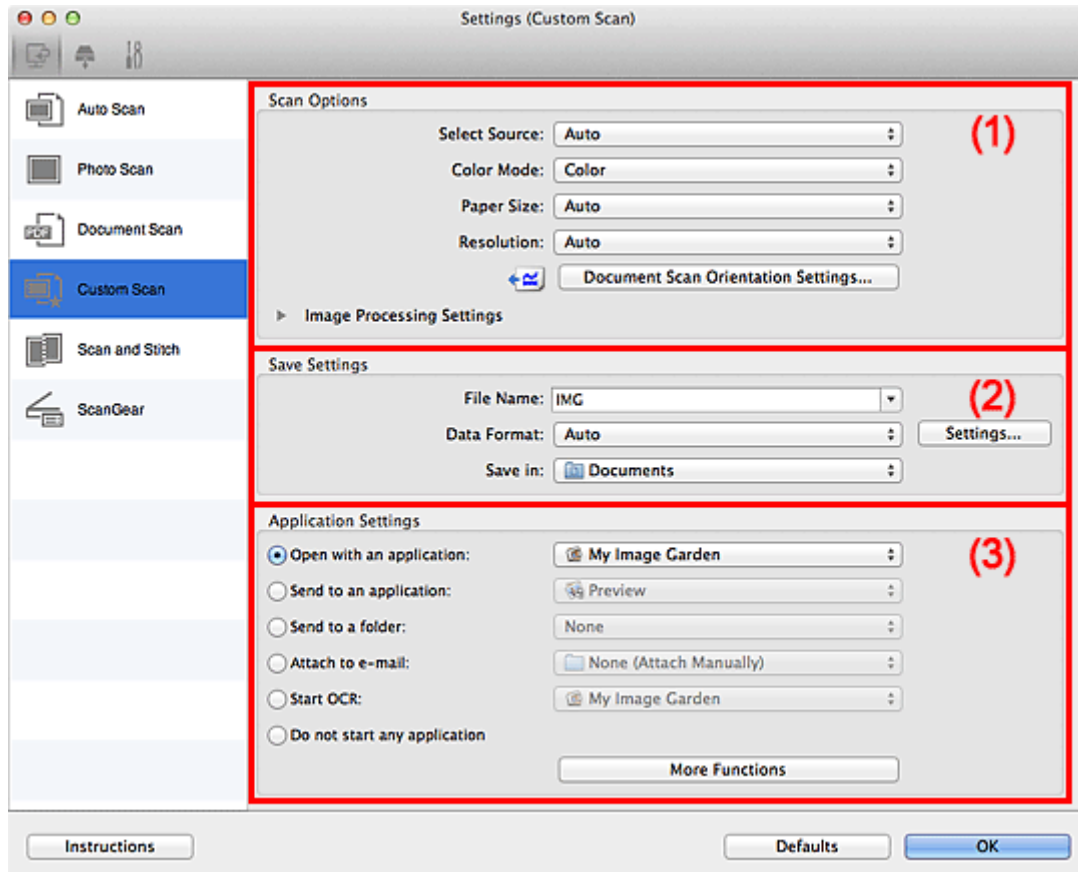 Settings (Custom Scan)
Auto Scan
Photo Scan
PDF
Document Scan
Custom Scan
Scan and Stitch
ScanGear
Scan Options
(1)
Select Source: Auto
Color Mode: Color
Paper Size: Auto
Resolution: Auto
Document Scan Orientation Settings...
Image Processing Settings
Save Settings
(2)
File Name: IMG
Data Format: Auto Settings...
Save in: Documents
Application Settings
(3)
Open with an application: My Image Garden
Send to an application: Preview
Send to a folder: None
Attach to e-mail: None (Attach Manually)
Start OCR: My Image Garden
Do not start any application
More Functions
Instructions Defaults OK